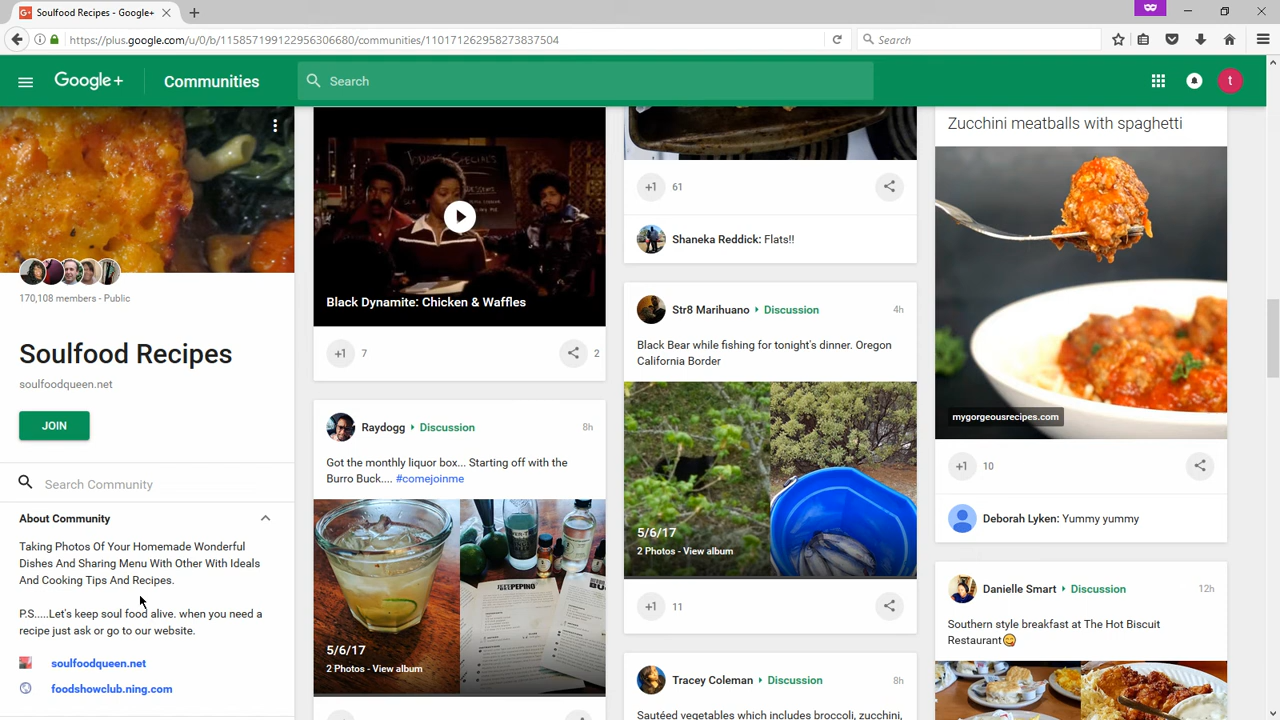 Soulfood Recipes - Google+
https://plus.google.com/u/0/b/115857199122956306680/communities/110171262958273837504
Search
Google+
Communities
Search
t
170,108 members - Public
Soulfood Recipes
soulfoodqueen.net
JOIN
Search Community
About Community
Taking Photos Of Your Homemade Wonderful
Dishes And Sharing Menu With Other With Ideals
And Cooking Tips And Recipes.
P.S.....Let's keep soul food alive. when you need a
recipe just ask or go to our website.
soulfoodqueen.net
foodshowclub.ning.com
Black Dynamite: Chicken & Waffles
+1 7
2
Raydogg
Discussion
8h
Got the monthly liquor box... Starting off with the
Burro Buck.... #comejoinme
5/6/17
2 Photos - View album
+1 61
Shaneka Reddick: Flats!!
Str8 Marihuano
Discussion
4h
Black Bear while fishing for tonight's dinner. Oregon
California Border
5/6/17
2 Photos - View album
+1 11
Tracey Coleman
Discussion
8h
Sautéed vegetables which includes broccoli, zucchini,
Zucchini meatballs with spaghetti
mygorgeousrecipes.com
+1 10
Deborah Lyken: Yummy yummy
Danielle Smart
Discussion
12h
Southern style breakfast at The Hot Biscuit
Restaurant😋